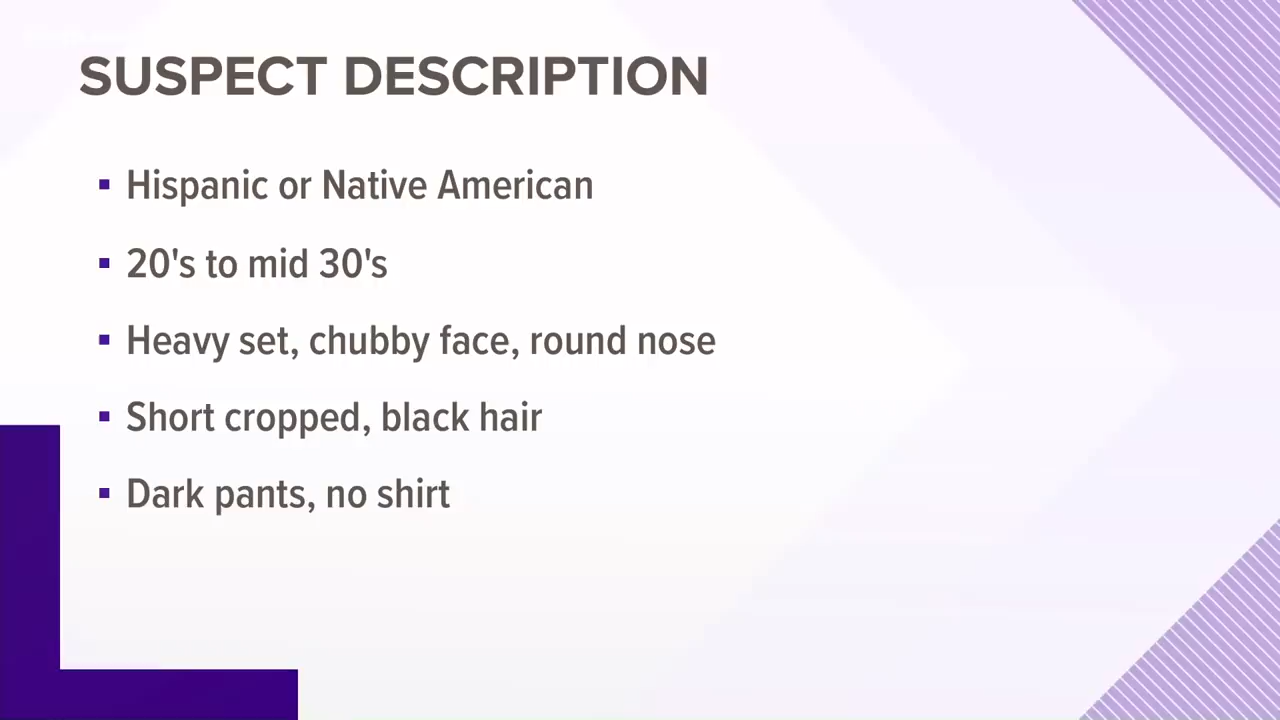 SUSPECT DESCRIPTION
Hispanic or Native American
20's to mid 30's
Heavy set, chubby face, round nose
Short cropped, black hair
Dark pants, no shirt